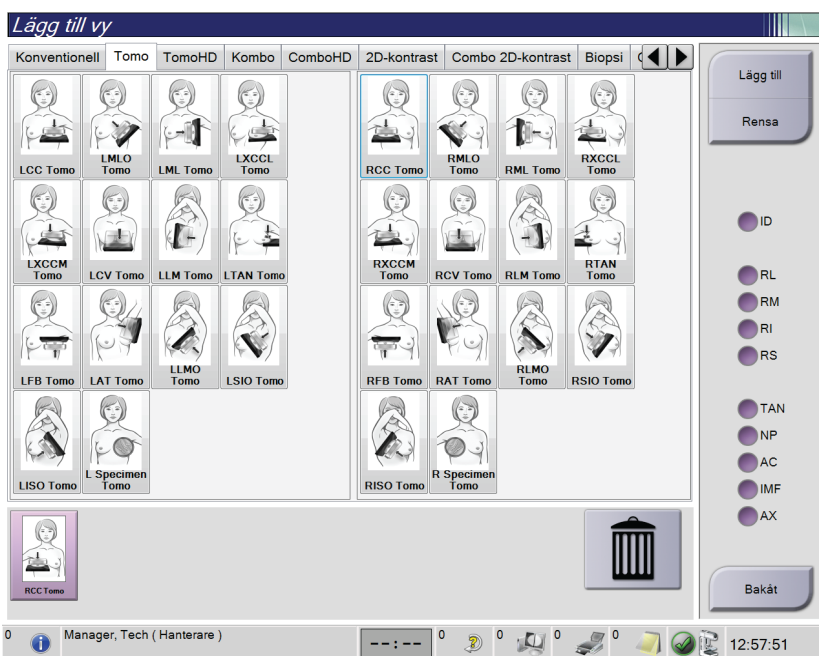 Lägg till vy
Konventionell Tomo TomoHD Kombo ComboHD 2D-kontrast Combo 2D-kontrast Biopsi
LCC Tomo
LMLO
Tomo
LML Tomo
LXCCL
Tomo
RCC Tomo
RMLO
Tomo
RML Tomo
RXCCL
Tomo
LXCCM
Tomo
LCV Tomo
LLM Tomo
LTAN Tomo
RXCCM
Tomo
RCV Tomo
RLM Tomo
RTAN
Tomo
LFB Tomo
LAT Tomo
LLMO
Tomo
LSIO Tomo
RFB Tomo
RAT Tomo
RLMO
Tomo
RSIO Tomo
LISO Tomo
L Specimen
Tomo
RISO Tomo
R Specimen
Tomo
RCC Tomo
Lägg till
Rensa
ID
RL
RM
RI
RS
TAN
NP
AC
IMF
AX
Bakåt
0 Manager, Tech ( Hanterare ) --:-- 0 0 0 0 12:57:51